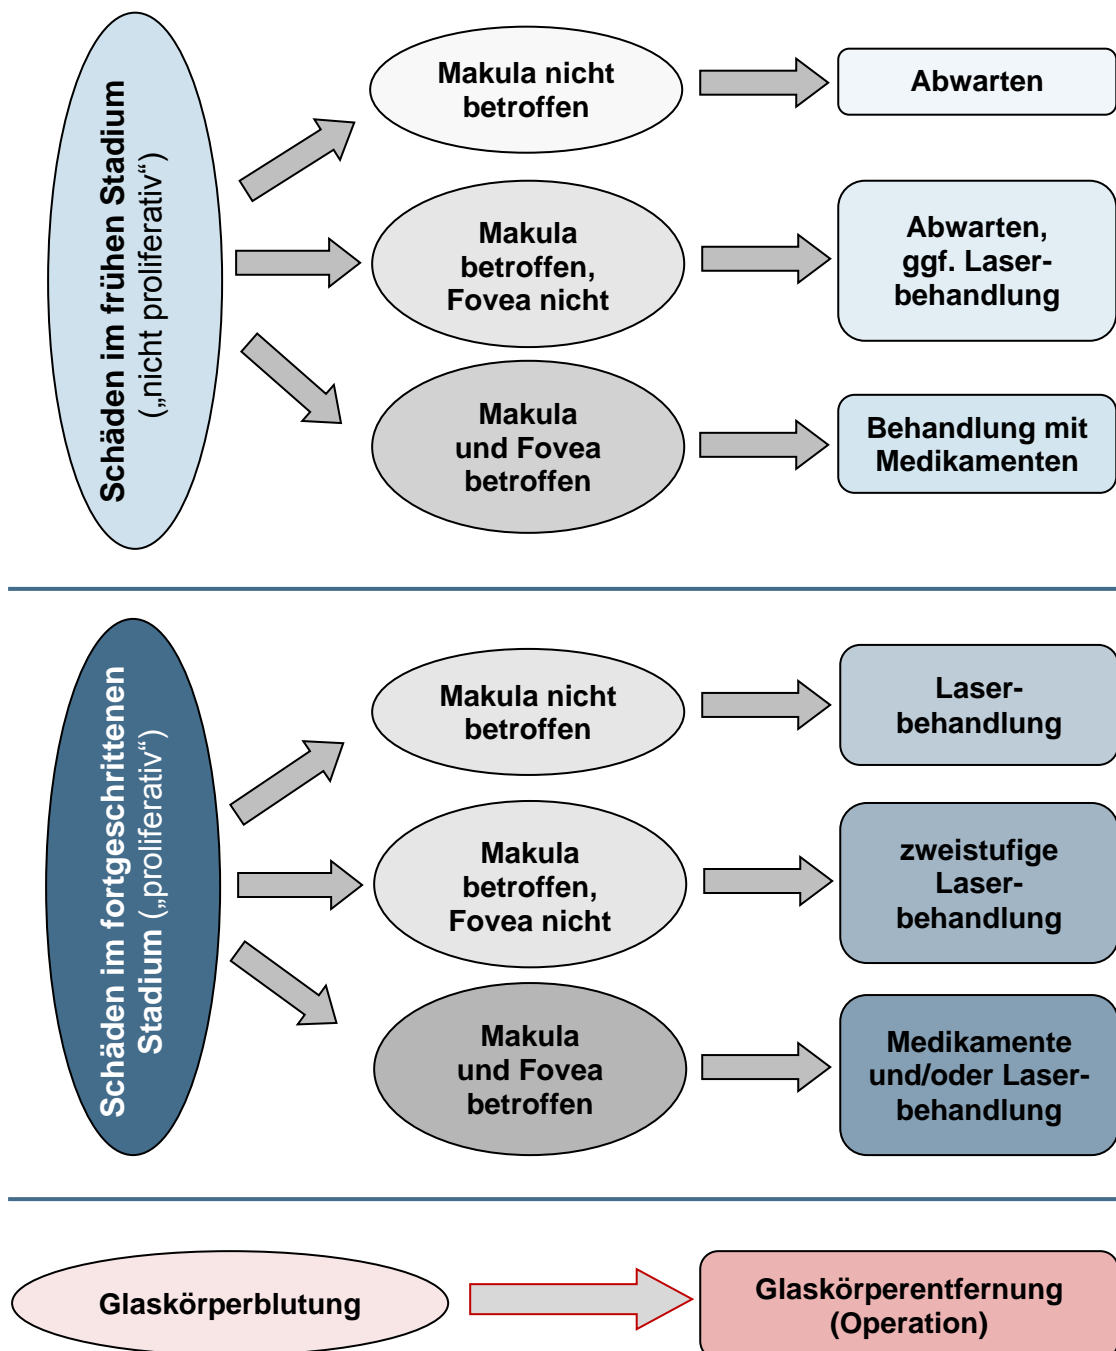 Schäden im frühen Stadium
(„nicht proliferativ“)
Makula nicht
betroffen
Abwarten
Makula
betroffen,
Fovea nicht
Abwarten,
ggf. Laser-
behandlung
Makula
und Fovea
betroffen
Behandlung mit
Medikamenten
Schäden im fortgeschrittenen
Stadium („proliferativ“)
Makula nicht
betroffen
Laser-
behandlung
Makula
betroffen,
Fovea nicht
zweistufige
Laser-
behandlung
Makula
und Fovea
betroffen
Medikamente
und/oder Laser-
behandlung
Glaskörperblutung
Glaskörperentfernung
(Operation)